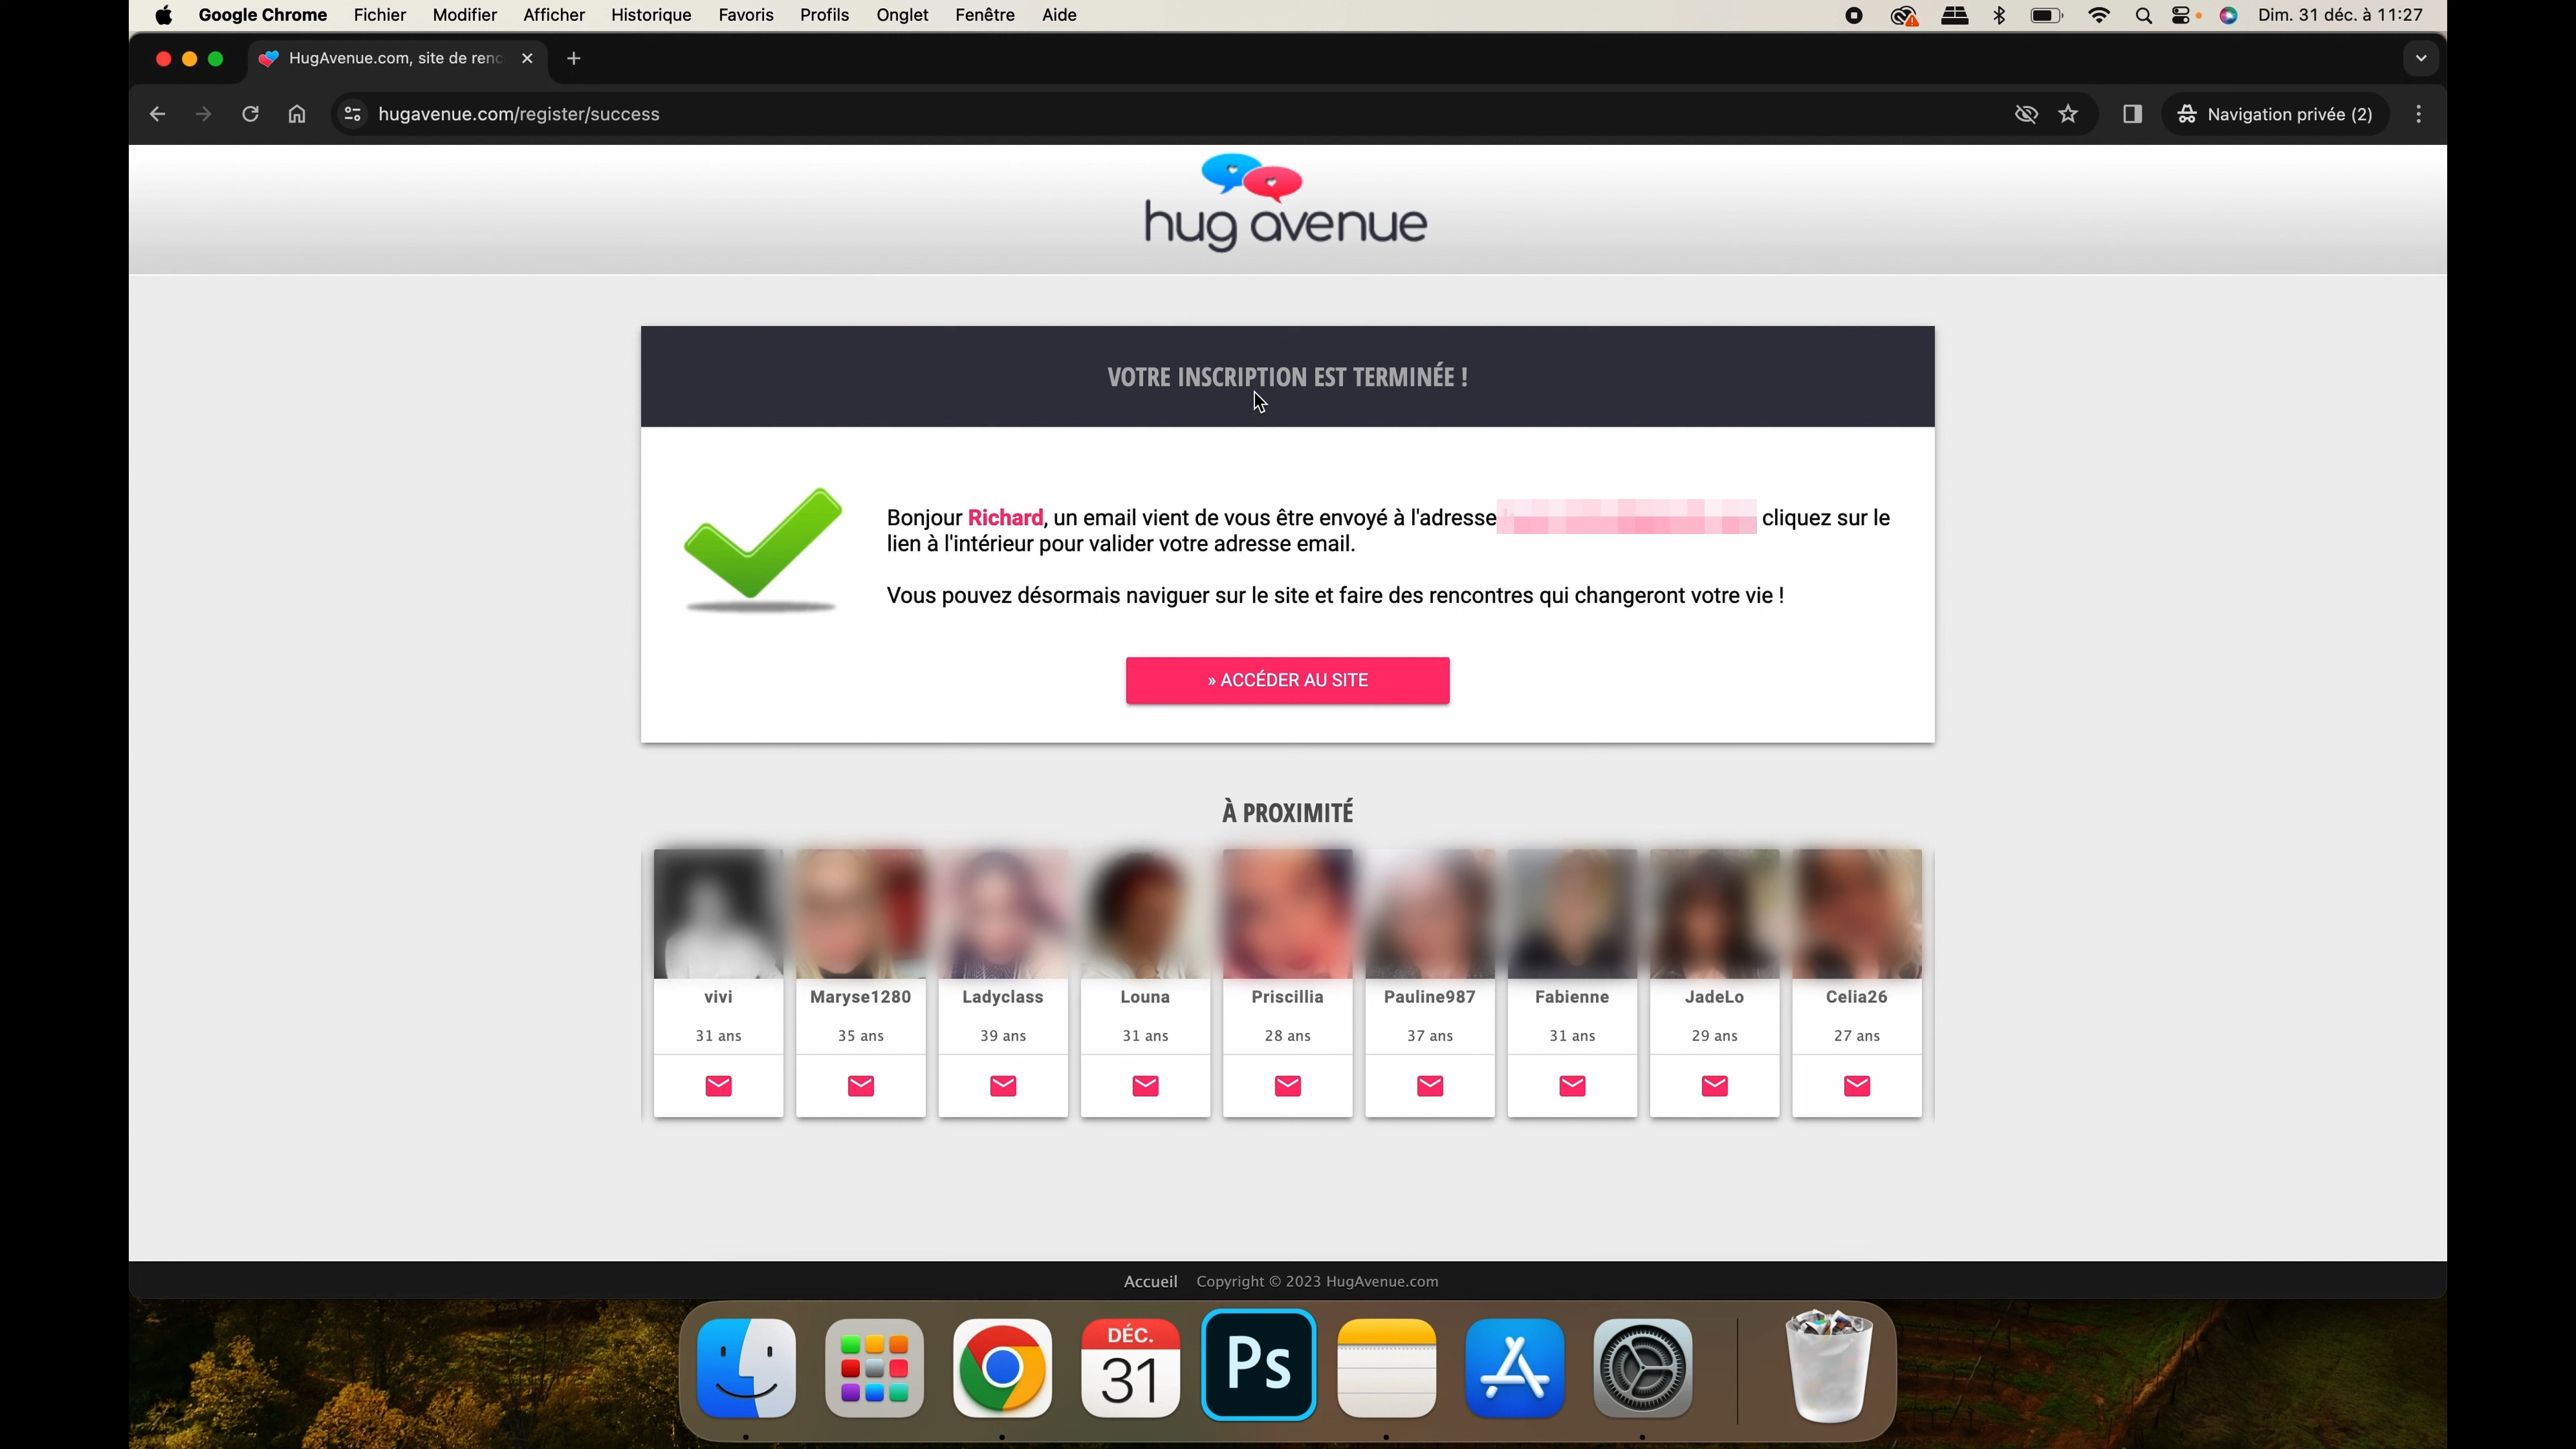 Google Chrome Fichier Modifier Afficher Historique Favoris Profils Onglet Fenêtre Aide Dim. 31 déc. à 11:27
HugAvenue.com, site de renc
hugavenue.com/register/success Navigation privée (2)
hug avenue
VOTRE INSCRIPTION EST TERMINÉE !
Bonjour Richard, un email vient de vous être envoyé à l'adresse cliquez sur le
lien à l'intérieur pour valider votre adresse email.
Vous pouvez désormais naviguer sur le site et faire des rencontres qui changeront votre vie !
» ACCÉDER AU SITE
À PROXIMITÉ
vivi Maryse1280 Ladyclass Louna Priscillia Pauline987 Fabienne JadeLo Celia26
31 ans 35 ans 39 ans 31 ans 28 ans 37 ans 31 ans 29 ans 27 ans
Accueil Copyright © 2023 HugAvenue.com
DÉC.
31
Ps